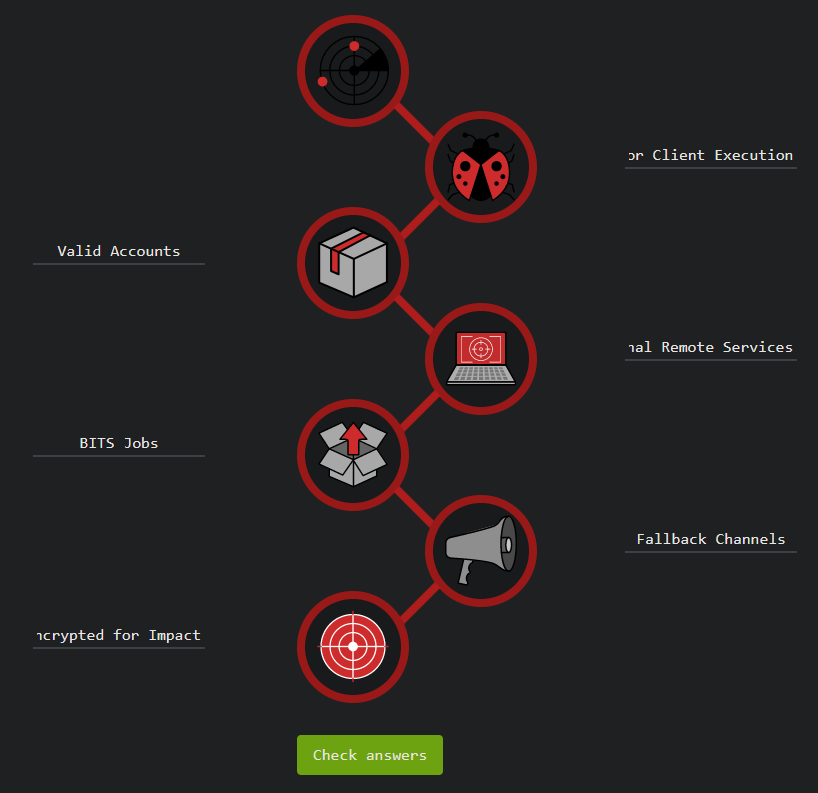 or Client Execution
Valid Accounts
nal Remote Services
BITS Jobs
Fallback Channels
ncrypted for Impact
Check answers